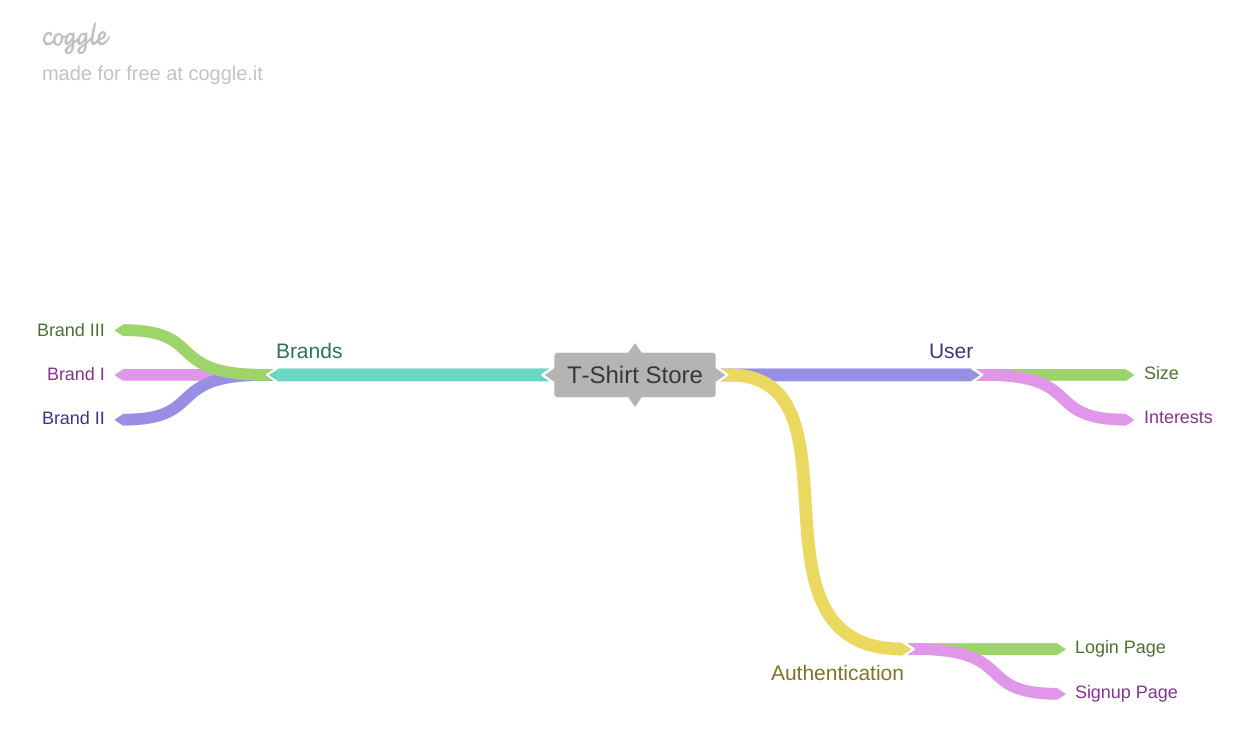 coggle
made for free at coggle.it
Brand III
Brand I
Brand II
Brands
T-Shirt Store
User
Size
Interests
Authentication
Login Page
Signup Page